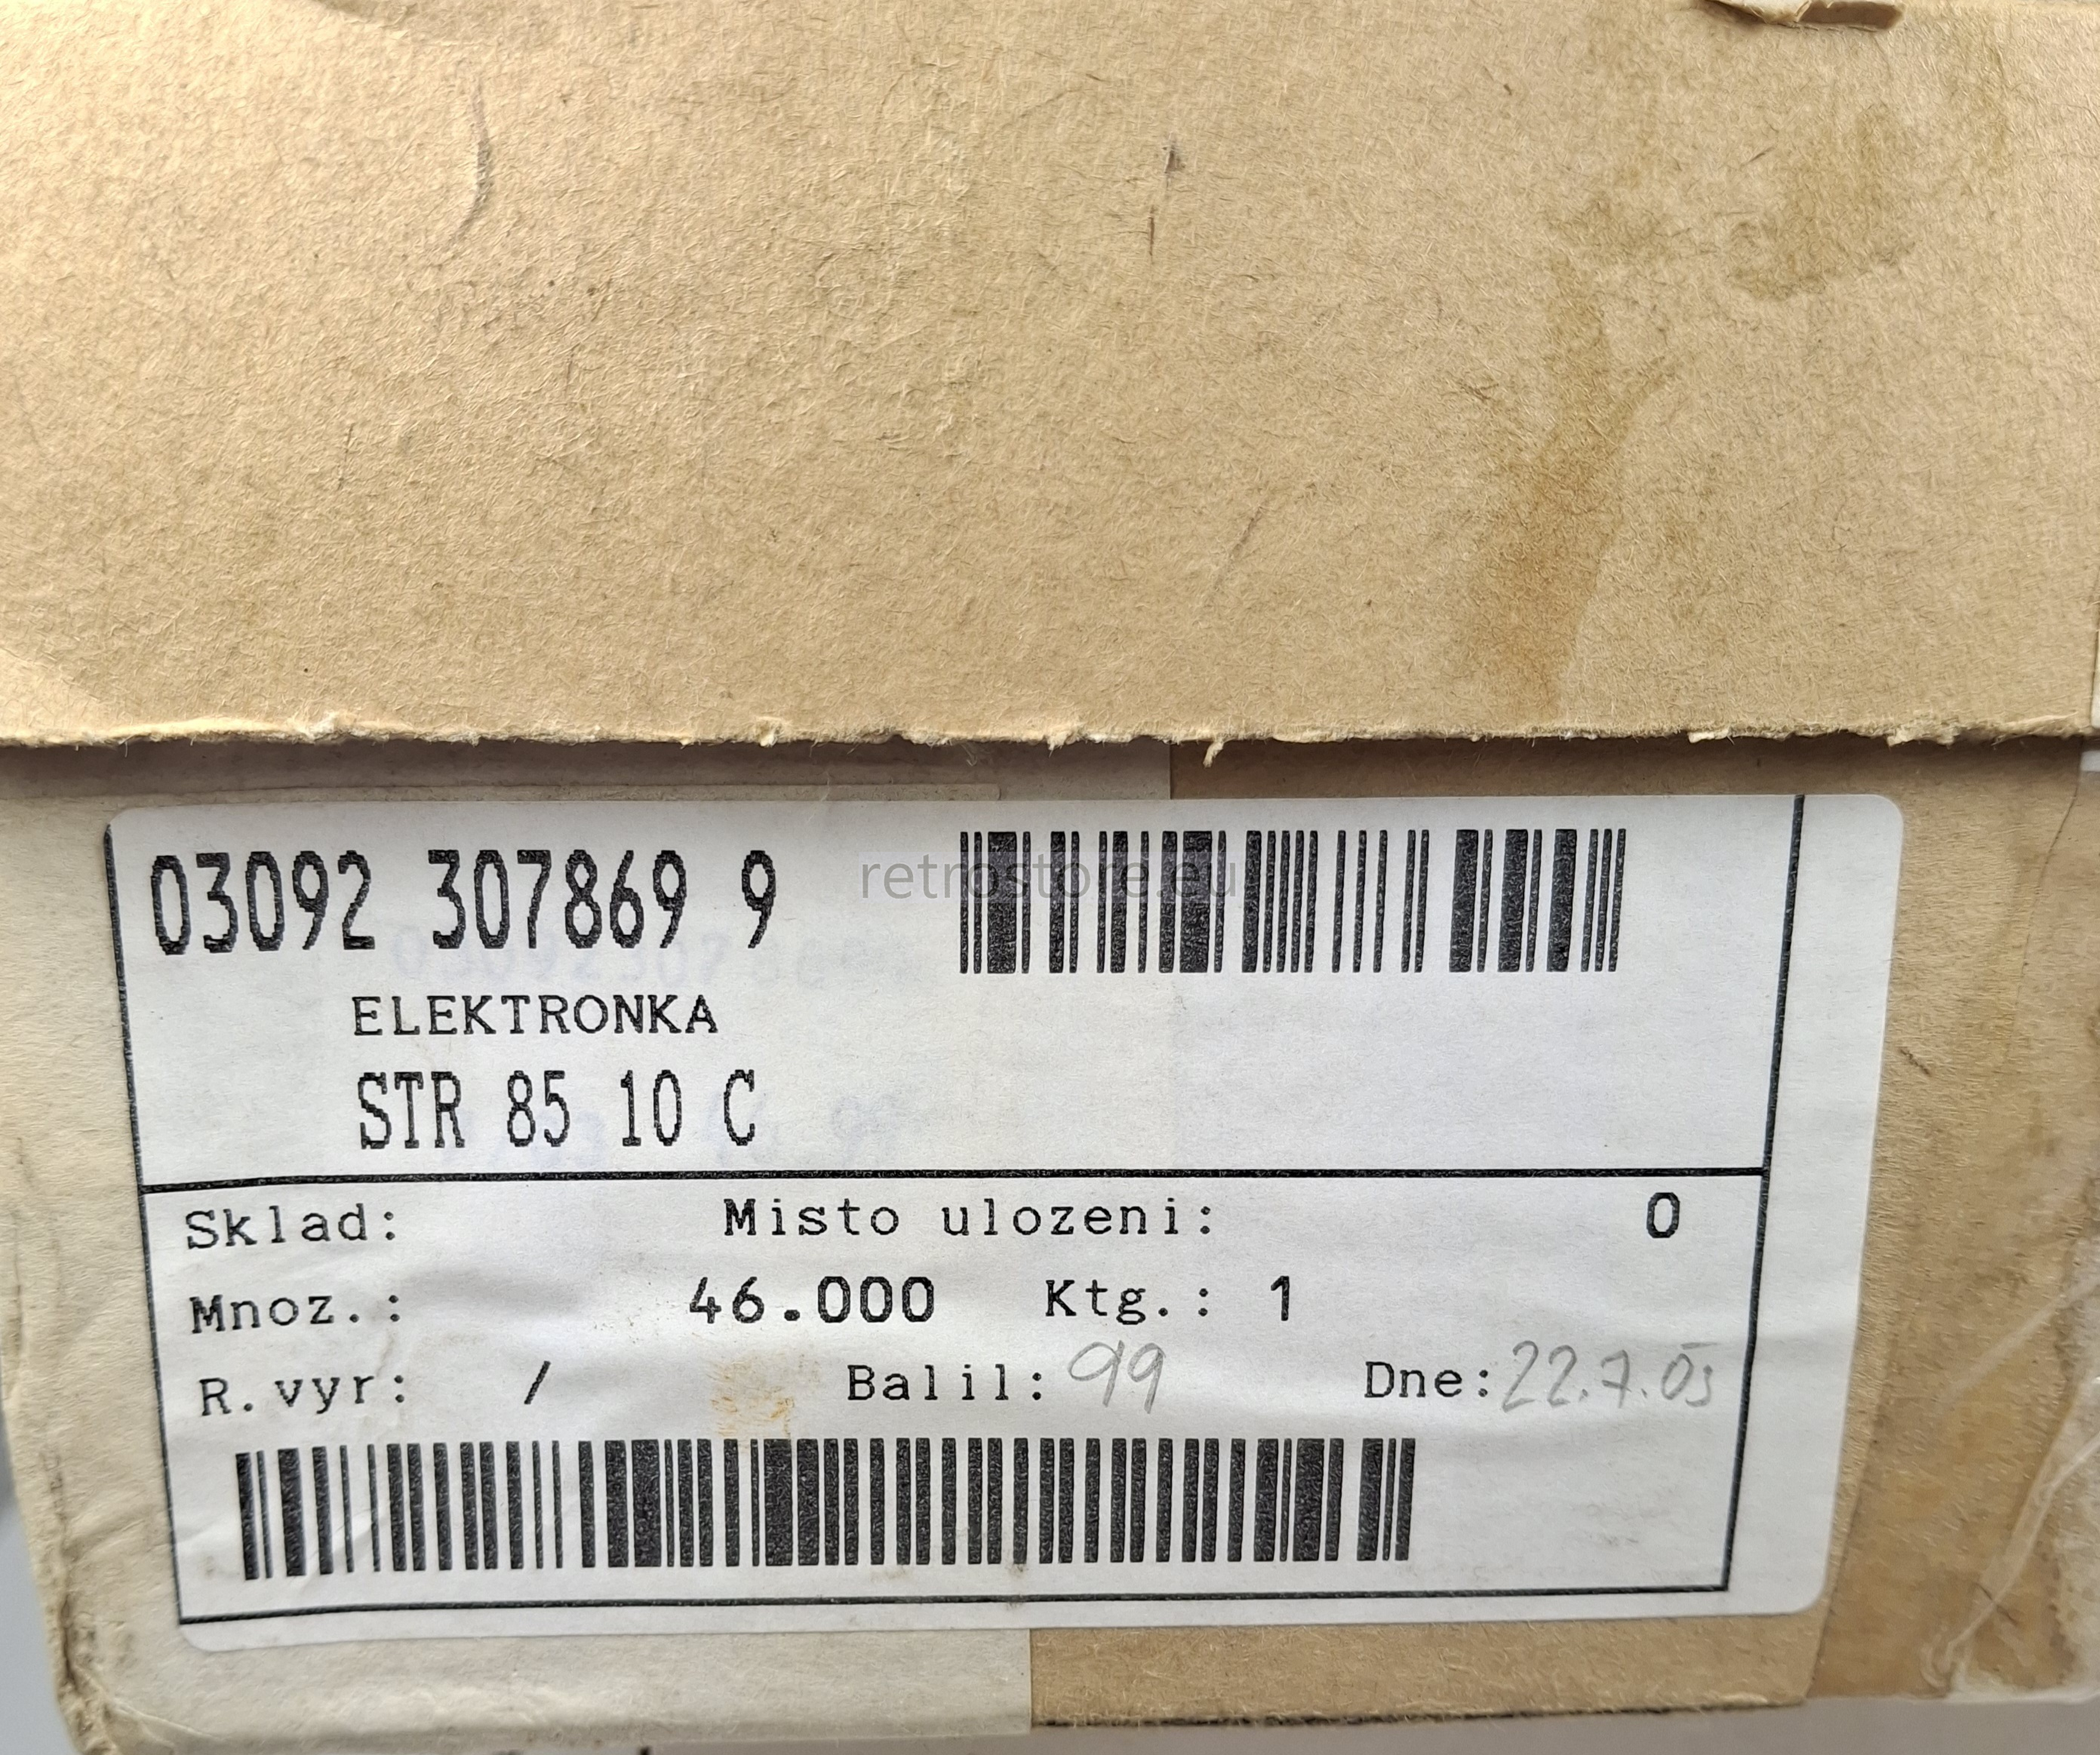 03092 307869 9
retrostore.eu
ELEKTRONKA
STR 85 10 C
Sklad: Misto ulozeni: 0
Mnoz.: 46.000 Ktg.: 1
R.vyr: / Balil: 99 Dne: 22.7.03